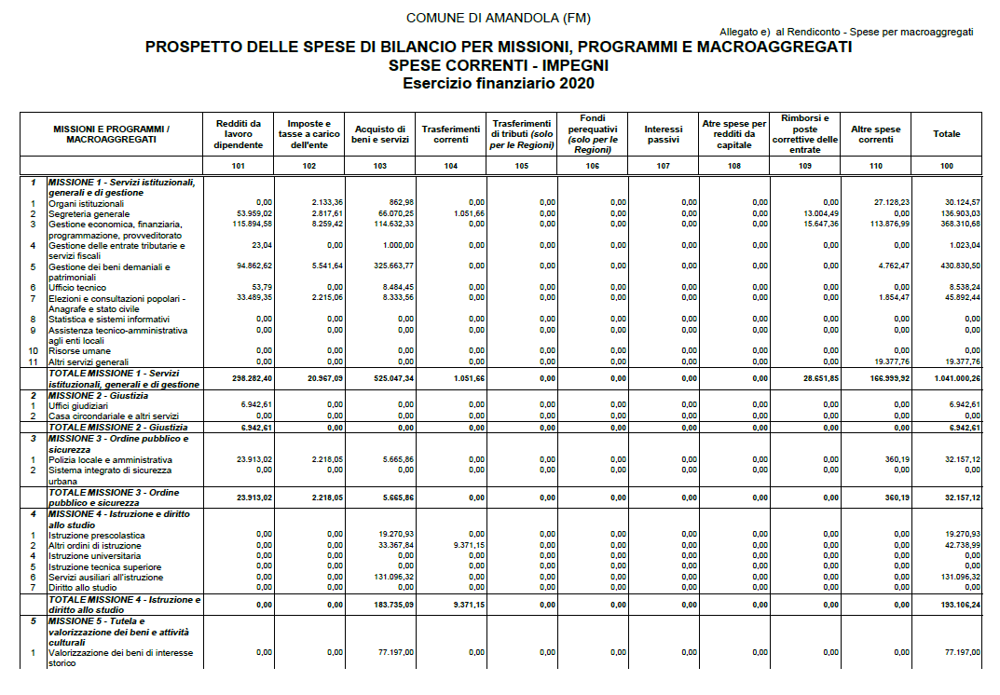 COMUNE DI AMANDOLA (FM)
Allegato e) al Rendiconto - Spese per macroaggregati
PROSPETTO DELLE SPESE DI BILANCIO PER MISSIONI, PROGRAMMI E MACROAGGREGATI
SPESE CORRENTI - IMPEGNI
Esercizio finanziario 2020
MISSIONI E PROGRAMMI / MACROAGGREGATI Redditi da lavoro dipendente Imposte e tasse a carico dell'ente Acquisto di beni e servizi Trasferimenti correnti Trasferimenti di tributi (solo per le Regioni) Fondi perequativi (solo per le Regioni) Interessi passivi Atre spese per redditi da capitale Rimborsi e poste correttive delle entrate Altre spese correnti Totale
101 102 103 104 105 106 107 108 109 110 100
1 MISSIONE 1 - Servizi istituzionali,
generali e di gestione
1 Organi istituzionali 0,00 2.133,36 862,98 0,00 0,00 0,00 0,00 0,00 0,00 27.128,23 30.124,57
2 Segreteria generale 53.959,02 2.817,61 66.070,25 1.051,66 0,00 0,00 0,00 0,00 13.004,49 0,00 136.903,03
3 Gestione economica, finanziaria, 115.894,58 8.259,42 114.632,33 0,00 0,00 0,00 0,00 0,00 15.647,36 113.876,99 368.310,68
programmazione, provveditorato
4 Gestione delle entrate tributarie e 23,04 0,00 1.000,00 0,00 0,00 0,00 0,00 0,00 0,00 0,00 1.023,04
servizi fiscali
5 Gestione dei beni demaniali e 94.862,62 5.541,64 325.663,77 0,00 0,00 0,00 0,00 0,00 0,00 4.762,47 430.830,50
patrimoniali
6 Ufficio tecnico 53,79 0,00 8.484,45 0,00 0,00 0,00 0,00 0,00 0,00 0,00 8.538,24
7 Elezioni e consultazioni popolari - 33.489,35 2.215,06 8.333,56 0,00 0,00 0,00 0,00 0,00 0,00 1.854,47 45.892,44
Anagrafe e stato civile
8 Statistica e sistemi informativi 0,00 0,00 0,00 0,00 0,00 0,00 0,00 0,00 0,00 0,00 0,00
9 Assistenza tecnico-amministrativa 0,00 0,00 0,00 0,00 0,00 0,00 0,00 0,00 0,00 0,00 0,00
agli enti locali
10 Risorse umane 0,00 0,00 0,00 0,00 0,00 0,00 0,00 0,00 0,00 0,00 0,00
11 Altri servizi generali 0,00 0,00 0,00 0,00 0,00 0,00 0,00 0,00 0,00 19.377,76 19.377,76
TOTALE MISSIONE 1 - Servizi
istituzionali, generali e di gestione 298.282,40 20.967,09 525.047,34 1.051,66 0,00 0,00 0,00 0,00 28.651,85 166.999,92 1.041.000,26
2 MISSIONE 2 - Giustizia
1 Uffici giudiziari 6.942,61 0,00 0,00 0,00 0,00 0,00 0,00 0,00 0,00 0,00 6.942,61
2 Casa circondariale e altri servizi 0,00 0,00 0,00 0,00 0,00 0,00 0,00 0,00 0,00 0,00 0,00
TOTALE MISSIONE 2 - Giustizia 6.942,61 0,00 0,00 0,00 0,00 0,00 0,00 0,00 0,00 0,00 6.942,61
3 MISSIONE 3 - Ordine pubblico e
sicurezza
1 Polizia locale e amministrativa 23.913,02 2.218,05 5.665,86 0,00 0,00 0,00 0,00 0,00 0,00 360,19 32.157,12
2 Sistema integrato di sicurezza 0,00 0,00 0,00 0,00 0,00 0,00 0,00 0,00 0,00 0,00 0,00
urbana
TOTALE MISSIONE 3 - Ordine
pubblico e sicurezza 23.913,02 2.218,05 5.665,86 0,00 0,00 0,00 0,00 0,00 0,00 360,19 32.157,12
4 MISSIONE 4 - Istruzione e diritto
allo studio
1 Istruzione prescolastica 0,00 0,00 19.270,93 0,00 0,00 0,00 0,00 0,00 0,00 0,00 19.270,93
2 Altri ordini di istruzione 0,00 0,00 33.367,84 9.371,15 0,00 0,00 0,00 0,00 0,00 0,00 42.738,99
4 Istruzione universitaria 0,00 0,00 0,00 0,00 0,00 0,00 0,00 0,00 0,00 0,00 0,00
5 Istruzione tecnica superiore 0,00 0,00 0,00 0,00 0,00 0,00 0,00 0,00 0,00 0,00 0,00
6 Servizi ausiliari all'istruzione 0,00 0,00 131.096,32 0,00 0,00 0,00 0,00 0,00 0,00 0,00 131.096,32
7 Diritto allo studio 0,00 0,00 0,00 0,00 0,00 0,00 0,00 0,00 0,00 0,00 0,00
TOTALE MISSIONE 4 - Istruzione e
diritto allo studio 0,00 0,00 183.735,09 9.371,15 0,00 0,00 0,00 0,00 0,00 0,00 193.106,24
5 MISSIONE 5 - Tutela e
valorizzazione dei beni e attività
culturali
1 Valorizzazione dei beni di interesse 0,00 0,00 77.197,00 0,00 0,00 0,00 0,00 0,00 0,00 0,00 77.197,00
storico